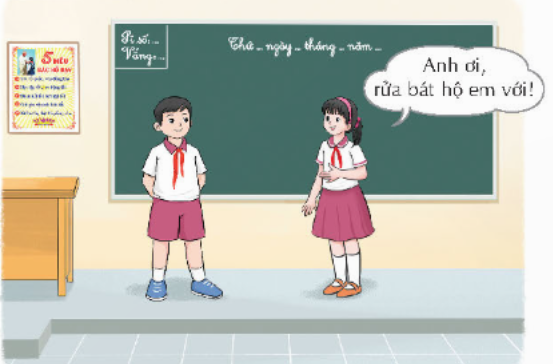 5 ĐIỀU
BÁC HỒ DẠY
Sĩ số: ...
Vắng: ...
Thứ ... ngày ... tháng ... năm ...
Anh ơi,
rửa bát hộ em với!